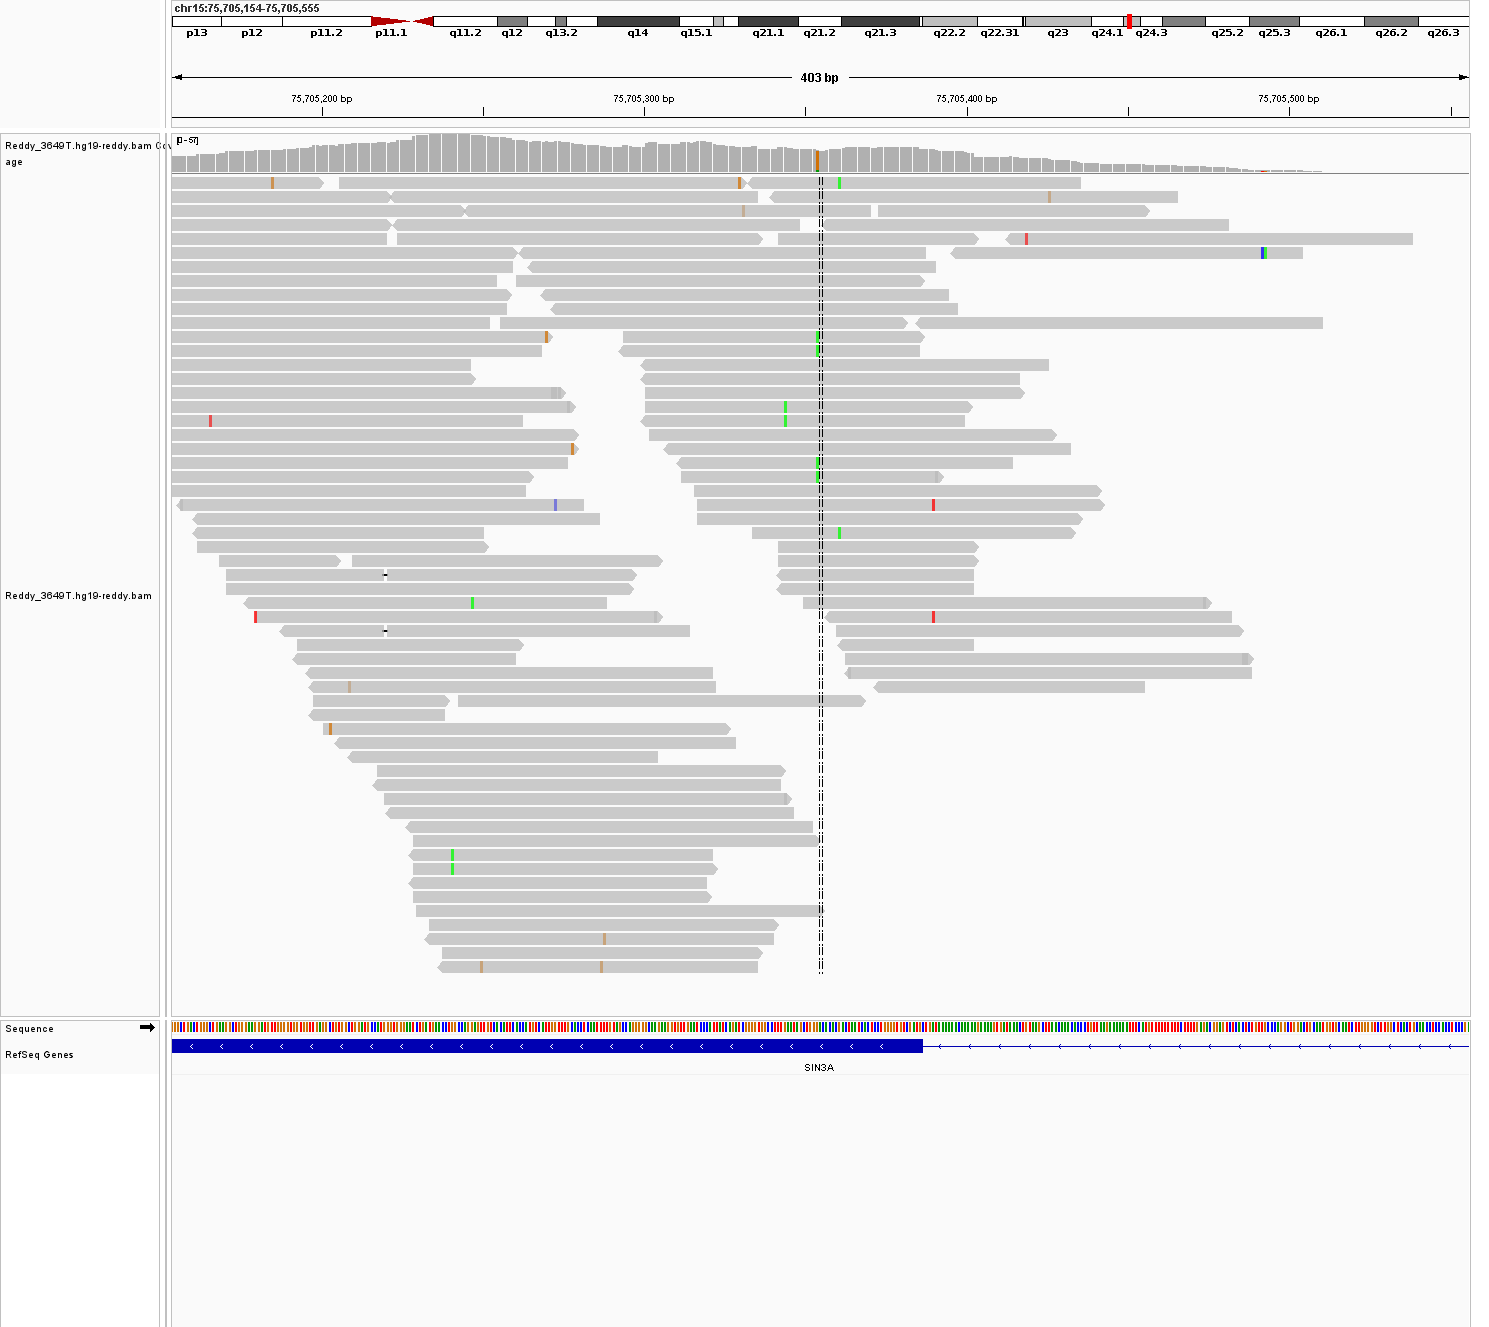 chr15:75,705,154-75,705,555
p13 p12 p11.2 p11.1 q11.2 q12 q13.2 q14 q15.1 q21.1 q21.2 q21.3 q22.2 q22.31 q23 q24.1 q24.3 q25.2 q25.3 q26.1 q26.2 q26.3
403 bp
75,705,200 bp 75,705,300 bp 75,705,400 bp 75,705,500 bp
[0 - 57]
Reddy_3649T.hg19-reddy.bam Cov
age
Reddy_3649T.hg19-reddy.bam
Sequence
RefSeq Genes
SIN3A